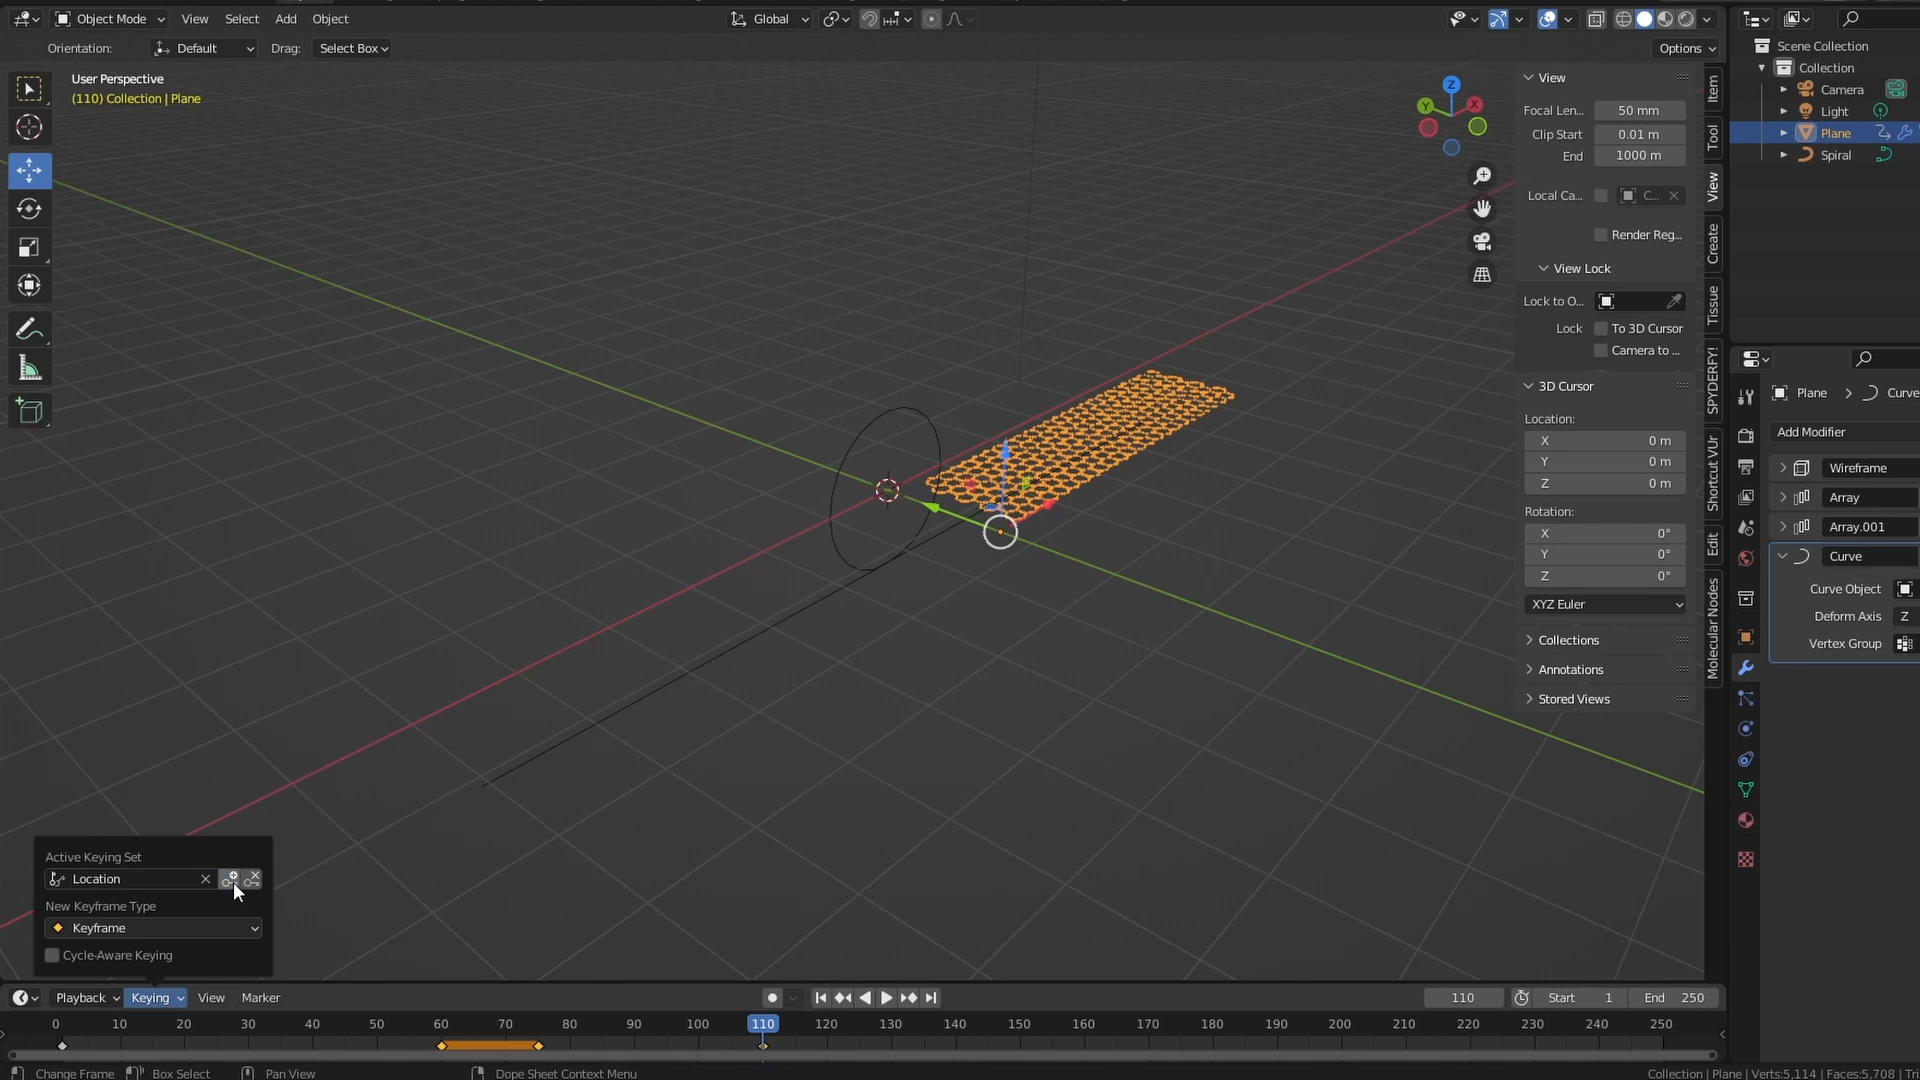 Object Mode View Select Add Object Global
Orientation: Default Drag: Select Box Options
User Perspective
(110) Collection | Plane
Z
Y
X
View
Focal Len... 50 mm
Clip Start 0.01 m
End 1000 m
Local Ca... C...
Render Reg...
View Lock
Lock to O...
Lock To 3D Cursor
Camera to ...
3D Cursor
Location:
X 0 m
Y 0 m
Z 0 m
Rotation:
X 0°
Y 0°
Z 0°
XYZ Euler
Collections
Annotations
Stored Views
Item
Tool
View
Create
Tissue
SPYDERFY!
Shortcut VUr
Edit
Molecular Nodes
Scene Collection
Collection
Camera
Light
Plane
Spiral
Plane Curve
Add Modifier
Wireframe
Array
Array.001
Curve
Curve Object
Deform Axis Z
Vertex Group
Active Keying Set
Location
New Keyframe Type
Keyframe
Cycle-Aware Keying
Playback Keying View Marker 110 Start 1 End 250
0 10 20 30 40 50 60 70 80 90 100 110 120 130 140 150 160 170 180 190 200 210 220 230 240 250
Change Frame Box Select Pan View Dope Sheet Context Menu Collection | Plane | Verts:5,114 | Faces:5,708 | Tri